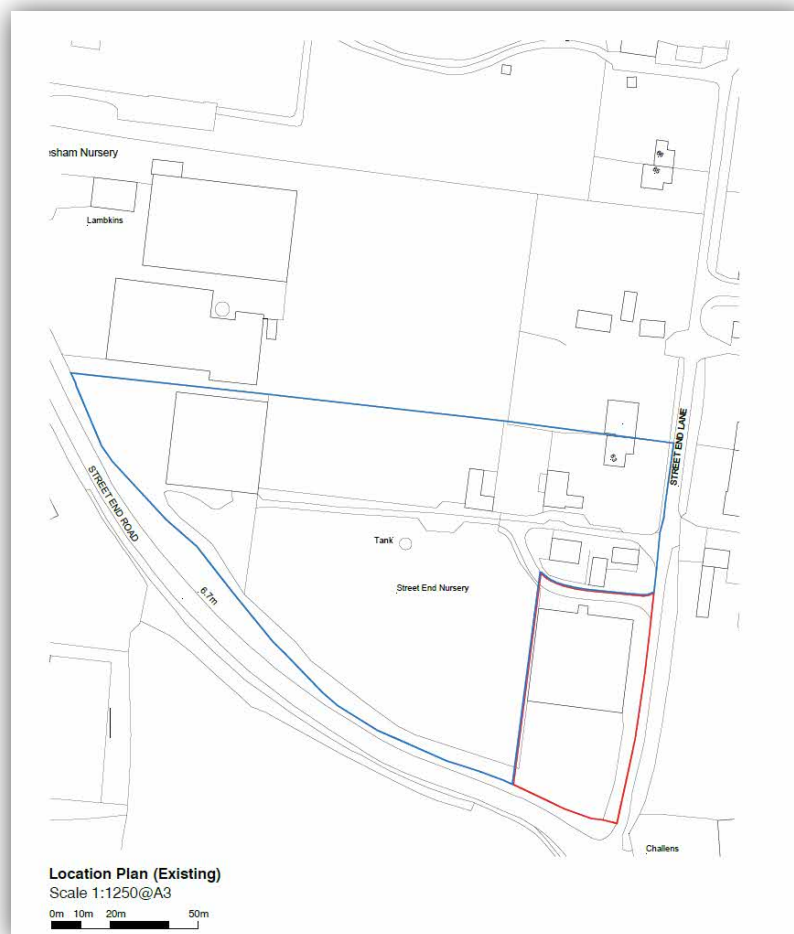 esham Nursery
Lambkins
STREET END LANE
STREET END ROAD
6.7m
Tank
Street End Nursery
Challens
Location Plan (Existing)
Scale 1:1250@A3
0m 10m 20m 50m